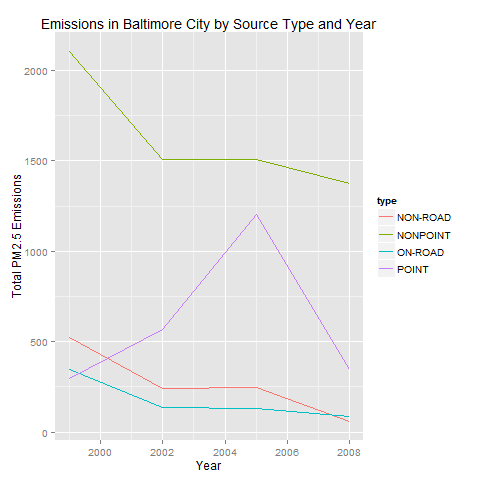 Emissions in Baltimore City by Source Type and Year
Total PM2.5 Emissions
2000
1500
1000
500
0
2000
2002
2004
2006
2008
Year
type
NON-ROAD
NONPOINT
ON-ROAD
POINT